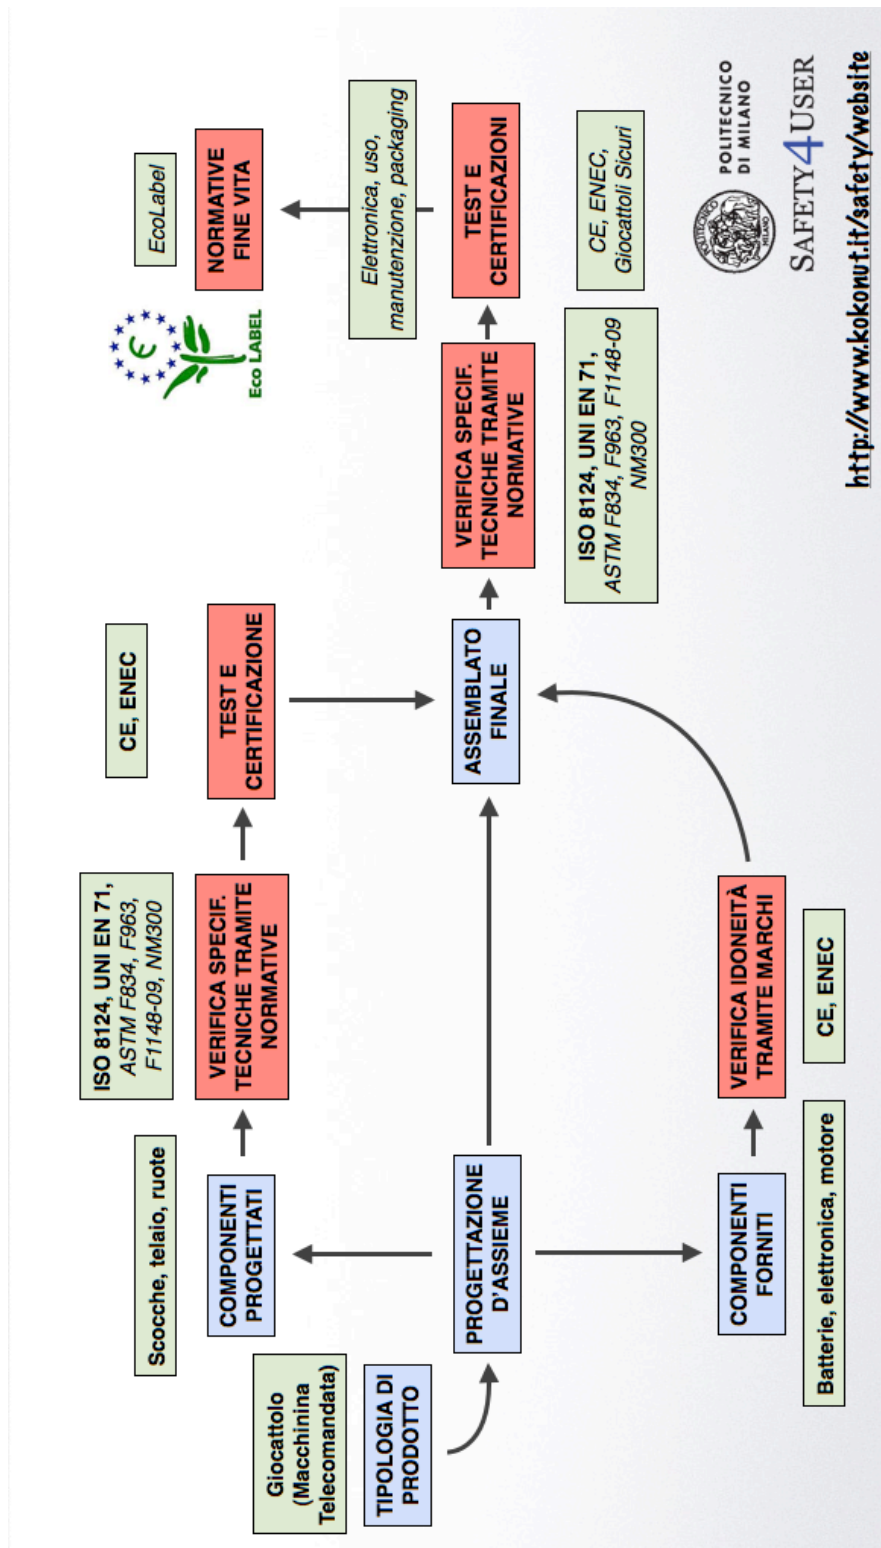 Giocattolo
(Macchinina
Telecomandata)
TIPOLOGIA DI
PRODOTTO
PROGETTAZIONE
D'ASSIEME
Scocche, telaio, ruote
COMPONENTI
PROGETTATI
ISO 8124, UNI EN 71,
ASTM F834, F963,
F1148-09, NM300
VERIFICA SPECIF.
TECNICHE TRAMITE
NORMATIVE
CE, ENEC
TEST E
CERTIFICAZIONE
COMPONENTI
FORNITI
Batterie, elettronica, motore
VERIFICA IDONEITÀ
TRAMITE MARCHI
CE, ENEC
ASSEMBLATO
FINALE
VERIFICA SPECIF.
TECNICHE TRAMITE
NORMATIVE
ISO 8124, UNI EN 71,
ASTM F834, F963, F1148-09
NM300
TEST E
CERTIFICAZIONI
CE, ENEC,
Giocattoli Sicuri
Elettronica, uso,
manutenzione, packaging
EcoLabel
NORMATIVE
FINE VITA
Eco LABEL
POLITECNICO
MILANO
POLITECNICO
DI MILANO
SAFETY4USER
http://www.kokonut.it/safety/website